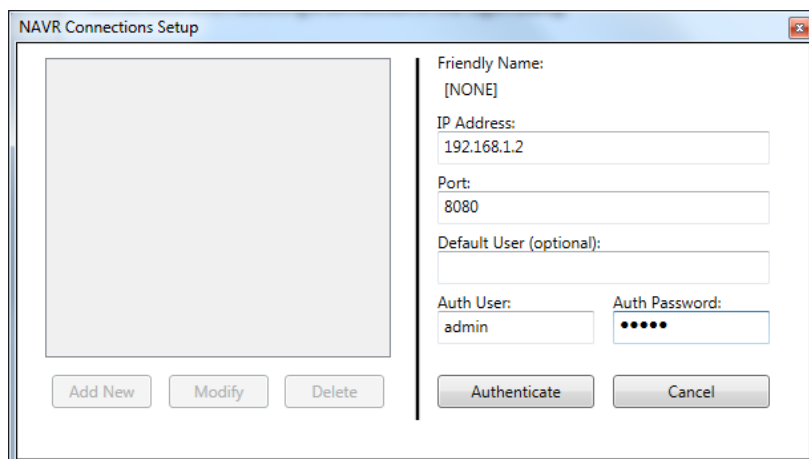 NAVR Connections Setup
Friendly Name:
[NONE]
IP Address:
192.168.1.2
Port:
8080
Default User (optional):
Auth User: Auth Password:
admin •••••
Add New Modify Delete Authenticate Cancel